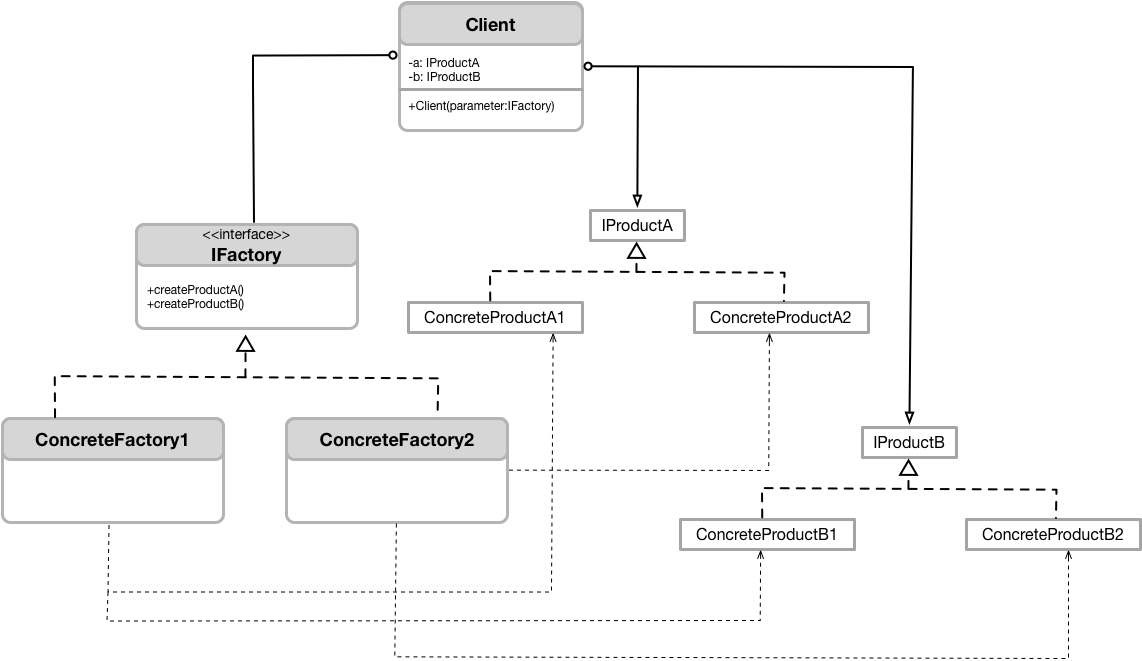 Client
-a: IProductA
-b: IProductB
+Client(parameter:IFactory)
<<interface>>
IFactory
+createProductA()
+createProductB()
IProductA
ConcreteProductA1
ConcreteProductA2
ConcreteFactory1
ConcreteFactory2
IProductB
ConcreteProductB1
ConcreteProductB2